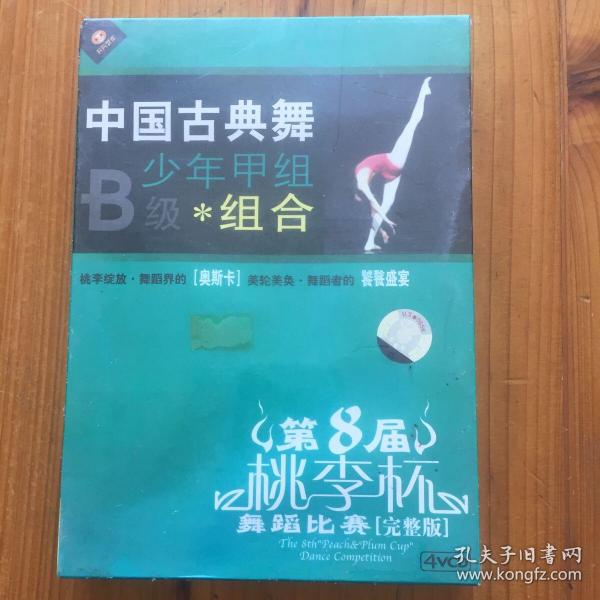 中国古典舞
少年甲组
B级*组合
桃李绽放·舞蹈界的[奥斯卡]美轮美奂·舞蹈者的 饕餮盛宴
第8届
桃李杯
舞蹈比赛[完整版]
The 8th"Peach&Plum Cup"
Dance Competition
4VCD
孔夫子旧书网
www.kongfz.com